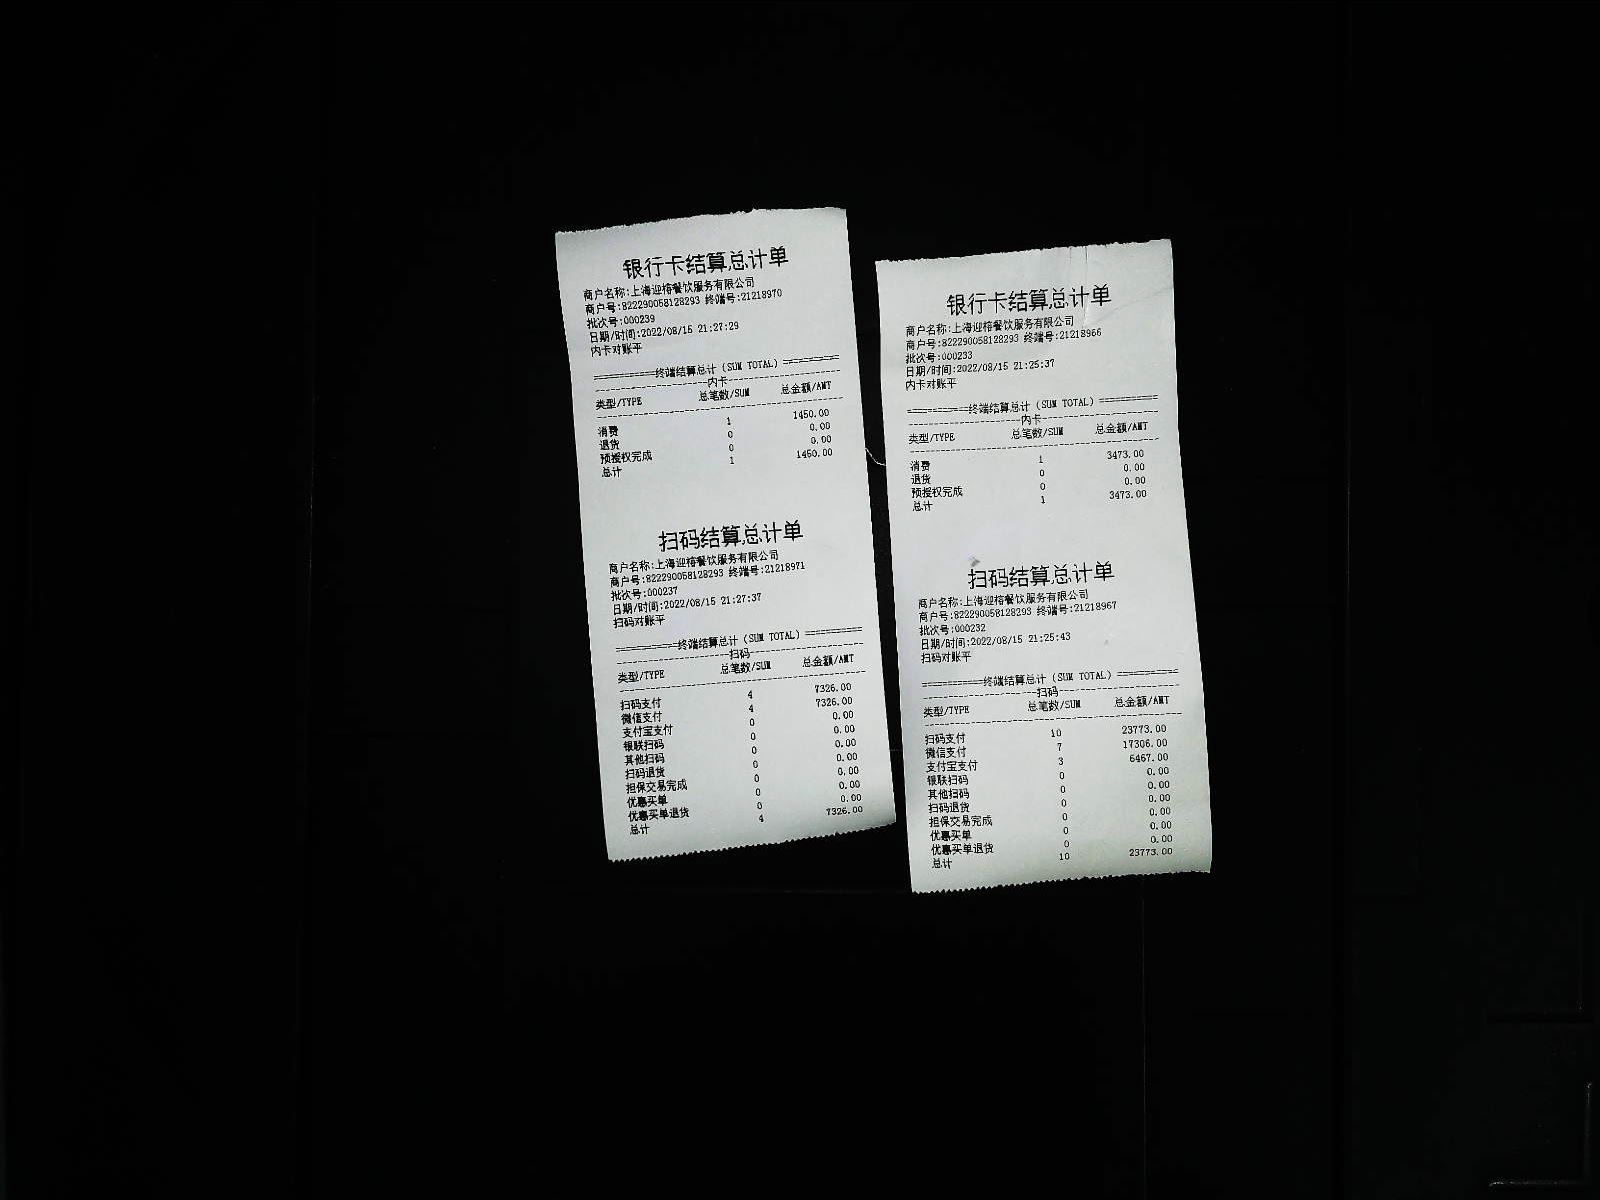 银行卡结算总计单
商户名称:上海迎榕餐饮服务有限公司
商户号:822290058128293 终端号:21218970
批次号:000239
日期/时间:2022/08/15 21:27:29
内卡对账平
============终端结算总计(SUM TOTAL)===========
内卡
类型/TYPE 总笔数/SUM 总金额/AMT
消费 1 1450.00
退货 0 0.00
预授权完成 0 0.00
总计 1 1450.00
扫码结算总计单
商户名称:上海迎榕餐饮服务有限公司
商户号:822290058128293 终端号:21218971
批次号:000237
日期/时间:2022/08/15 21:27:37
扫码对账平
============终端结算总计(SUM TOTAL)===========
扫码
类型/TYPE 总笔数/SUM 总金额/AMT
扫码支付 4 7326.00
微信支付 4 7326.00
支付宝支付 0 0.00
银联扫码 0 0.00
其他扫码 0 0.00
扫码退货 0 0.00
担保交易完成 0 0.00
优惠买单 0 0.00
优惠买单退货 0 0.00
总计 4 7326.00
银行卡结算总计单
商户名称:上海迎榕餐饮服务有限公司
商户号:822290058128293 终端号:21218966
批次号:000233
日期/时间:2022/08/15 21:25:37
内卡对账平
============终端结算总计(SUM TOTAL)===========
内卡
类型/TYPE 总笔数/SUM 总金额/AMT
消费 1 3473.00
退货 0 0.00
预授权完成 0 0.00
总计 1 3473.00
扫码结算总计单
商户名称:上海迎榕餐饮服务有限公司
商户号:822290058128293 终端号:21218967
批次号:000232
日期/时间:2022/08/15 21:25:43
扫码对账平
============终端结算总计(SUM TOTAL)===========
扫码
类型/TYPE 总笔数/SUM 总金额/AMT
扫码支付 10 23773.00
微信支付 7 17306.00
支付宝支付 3 6467.00
银联扫码 0 0.00
其他扫码 0 0.00
扫码退货 0 0.00
担保交易完成 0 0.00
优惠买单 0 0.00
优惠买单退货 0 0.00
总计 10 23773.00